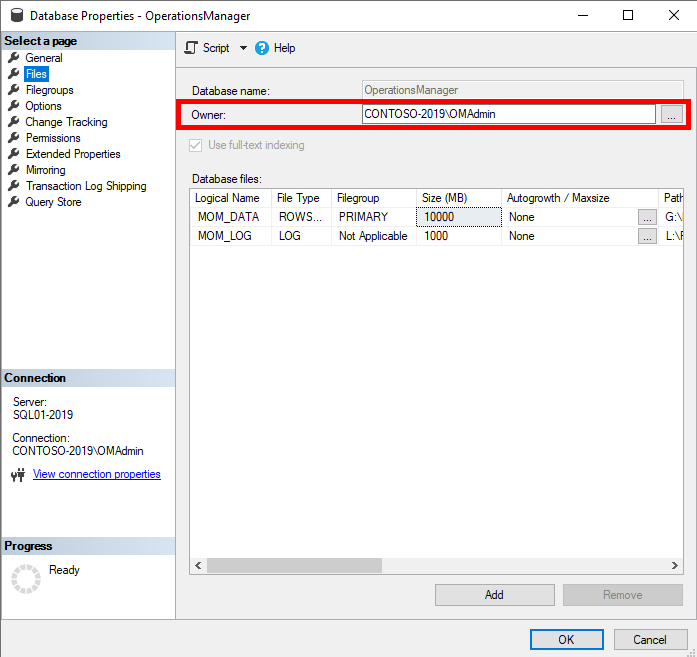 Database Properties - OperationsManager
Select a page
General
Files
Filegroups
Options
Change Tracking
Permissions
Extended Properties
Mirroring
Transaction Log Shipping
Query Store
Connection
Server:
SQL01-2019
Connection:
CONTOSO-2019\OMAdmin
View connection properties
Progress
Ready
Script Help
Database name: OperationsManager
Owner: CONTOSO-2019\OMAdmin ...
Use full-text indexing
Database files:
Logical Name File Type Filegroup Size (MB) Autogrowth / Maxsize Path
MOM_DATA ROWS... PRIMARY 10000 None ... G:\
MOM_LOG LOG Not Applicable 1000 None ...
Add Remove
OK Cancel